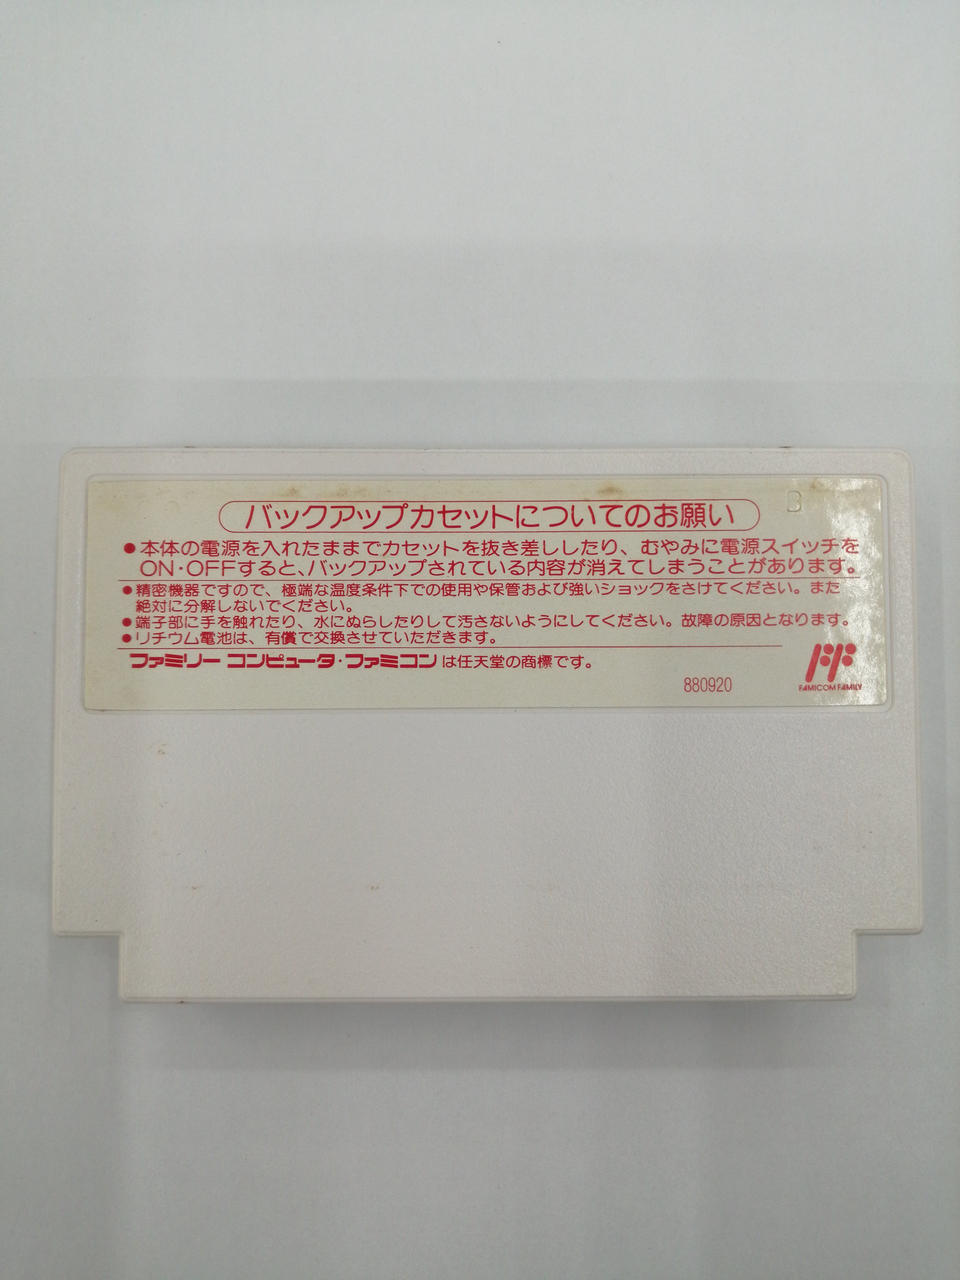 バックアップカセットについてのお願い
B
●本体の電源を入れたままでカセットを抜き差ししたり、むやみに電源スイッチを
ON・OFFすると、バックアップされている内容が消えてしまうことがあります。
●精密機器ですので、極端な温度条件下での使用や保管および強いショックをさけてください。また
絶対に分解しないでください。
●端子部に手を触れたり、水にぬらしたりして汚さないようにしてください。故障の原因となります。
●リチウム電池は、有償で交換させていただきます。
ファミリー コンピュータ・ファミコン は任天堂の商標です。
880920
FAMICOM FAMILY